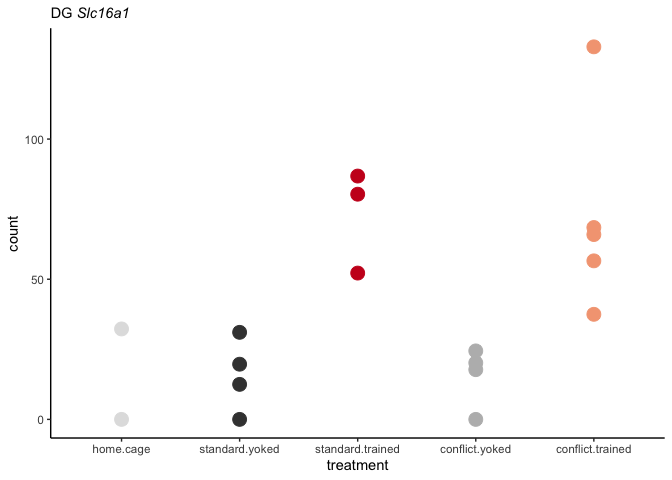 DG Slc16a1
count
100
50
0
home.cage
standard.yoked
standard.trained
conflict.yoked
conflict.trained
treatment